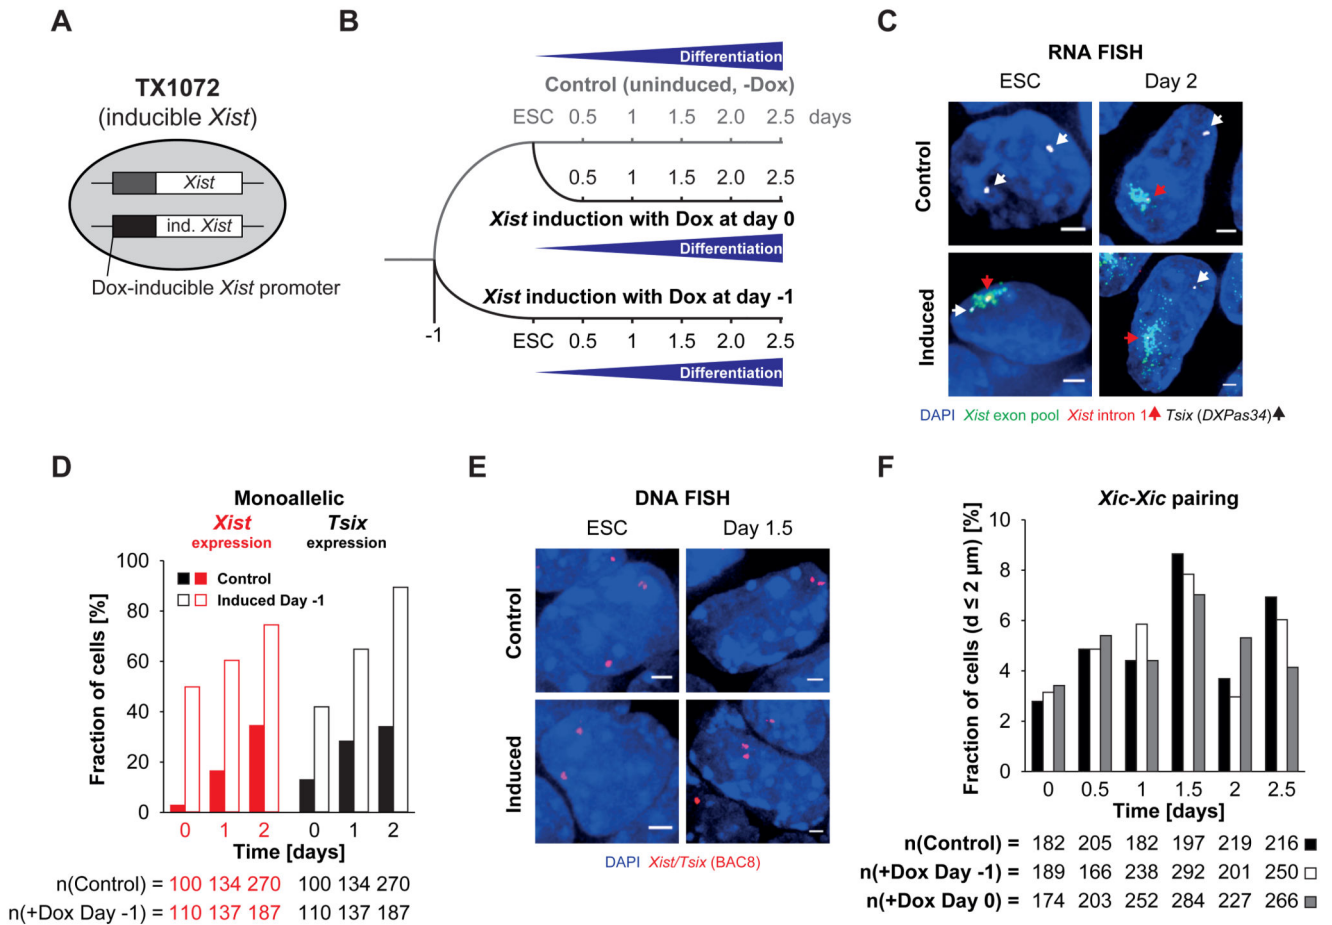 A
TX1072
(inducible Xist)
Xist
ind. Xist
Dox-inducible Xist promoter
B
Differentiation
Control (uninduced, -Dox)
ESC 0.5 1 1.5 2.0 2.5 days
0.5 1 1.5 2.0 2.5
Xist induction with Dox at day 0
Differentiation
Xist induction with Dox at day -1
-1
ESC 0.5 1 1.5 2.0 2.5
Differentiation
C
RNA FISH
ESC Day 2
Control
Induced
DAPI Xist exon pool Xist intron 1 Tsix (DXPas34)
D
Monoallelic
Xist Tsix
expression expression
Fraction of cells [%]
100
80
60
40
20
0
Control
Induced Day -1
0 1 2 0 1 2
Time [days]
n(Control) = 100 134 270 100 134 270
n(+Dox Day -1) = 110 137 187 110 137 187
E
DNA FISH
ESC Day 1.5
Control
Induced
DAPI Xist/Tsix (BAC8)
F
Xic-Xic pairing
Fraction of cells (d ≤ 2 µm) [%]
10
8
6
4
2
0
0 0.5 1 1.5 2 2.5
Time [days]
n(Control) = 182 205 182 197 219 216
n(+Dox Day -1) = 189 166 238 292 201 250
n(+Dox Day 0) = 174 203 252 284 227 266